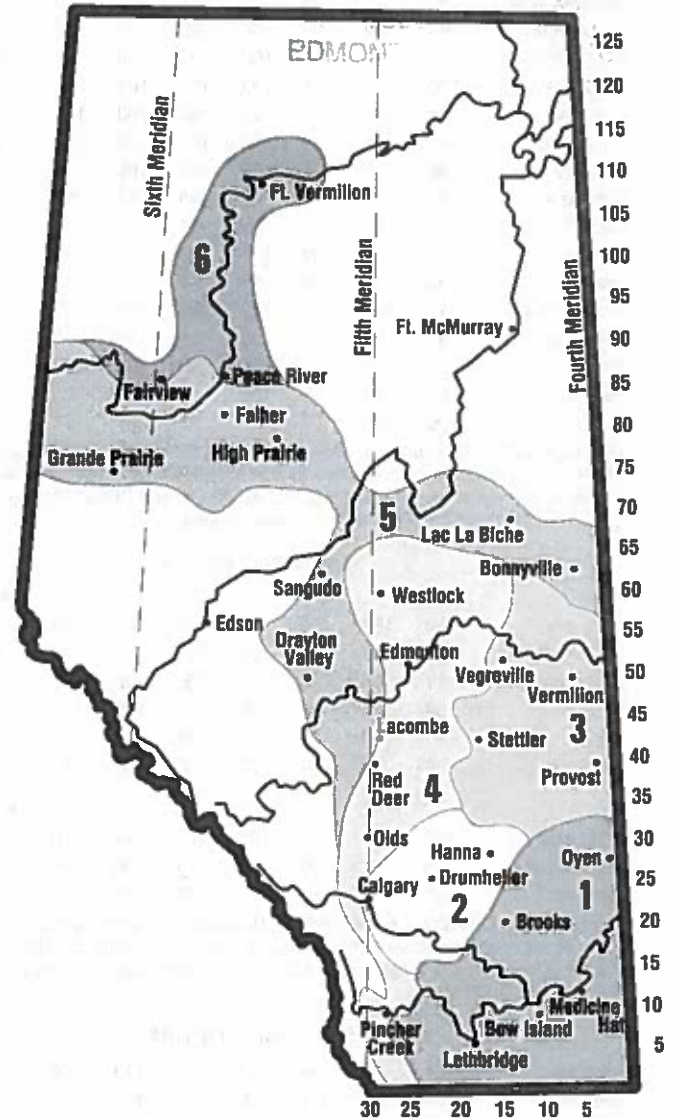 EDMON
125
120
115
110
105
100
95
90
85
80
75
70
65
60
55
50
45
40
35
30
25
20
15
10
5
Sixth Meridian
Fifth Meridian
Fourth Meridian
Ft. Vermilion
6
Ft. McMurray
Peace River
Fairview
Falher
High Prairie
Grande Prairie
5
Lac La Biche
Bonnyville
Sangudo
Westlock
Edson
Drayton
Valley
Edmonton
Vegreville
Vermilion
Lacombe
3
Stettler
Provost
Red
Deer
4
Olds
Hanna
Oyen
Drumheller
Calgary
2
1
Brooks
Medicine
Hat
Bow Island
Pincher
Creek
Lethbridge
30 25 20 15 10 5